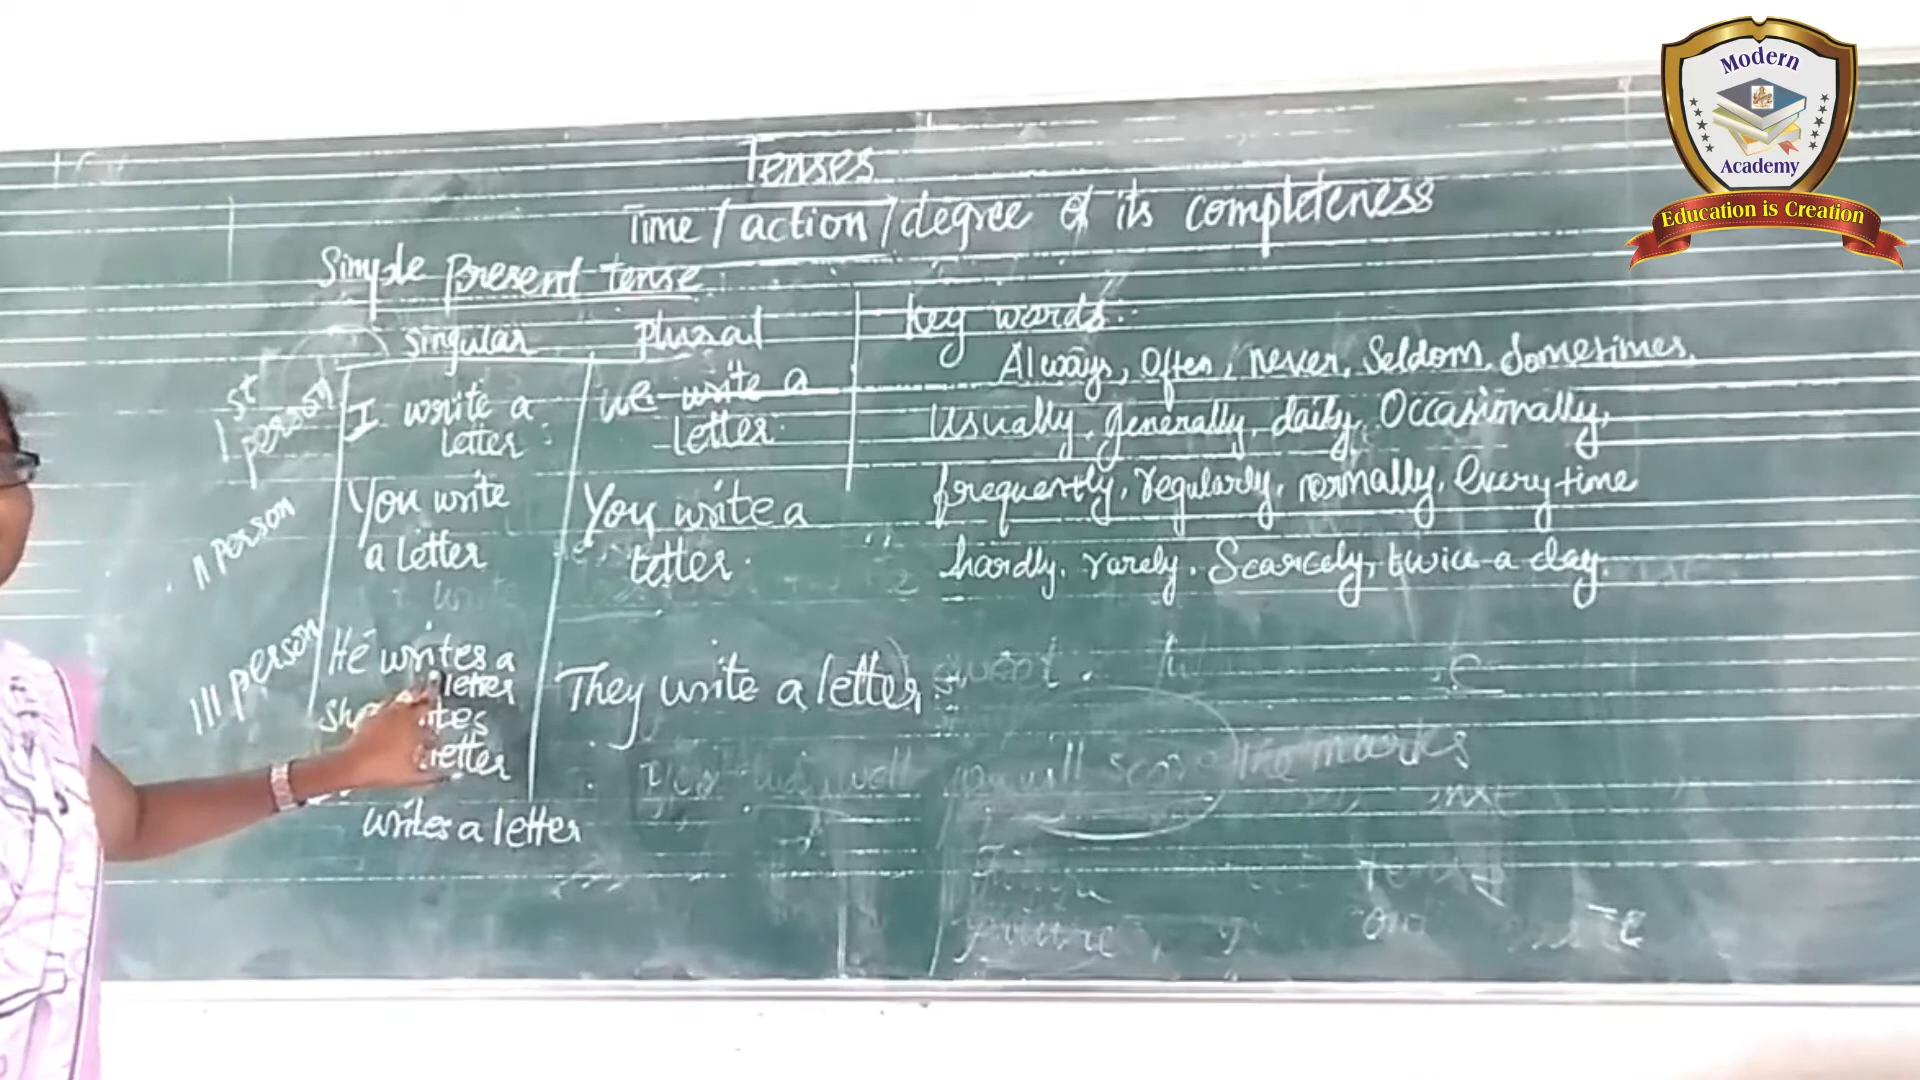 Modern
Academy
Education is Creation
Tenses
Time / action / degree of its completeness
Simple present tense
singular plural
1st person
I write a letter.
we write a letter.
II person
You write a letter
You write a letter.
III person
He writes a letter
letter
writes a letter
They write a letter.
key words:
Always, Often, never, Seldom, Sometimes,
Usually, generally, daily, Occasionally,
frequently, regularly, normally, every time
hardly, rarely, Scarcely, twice a day.